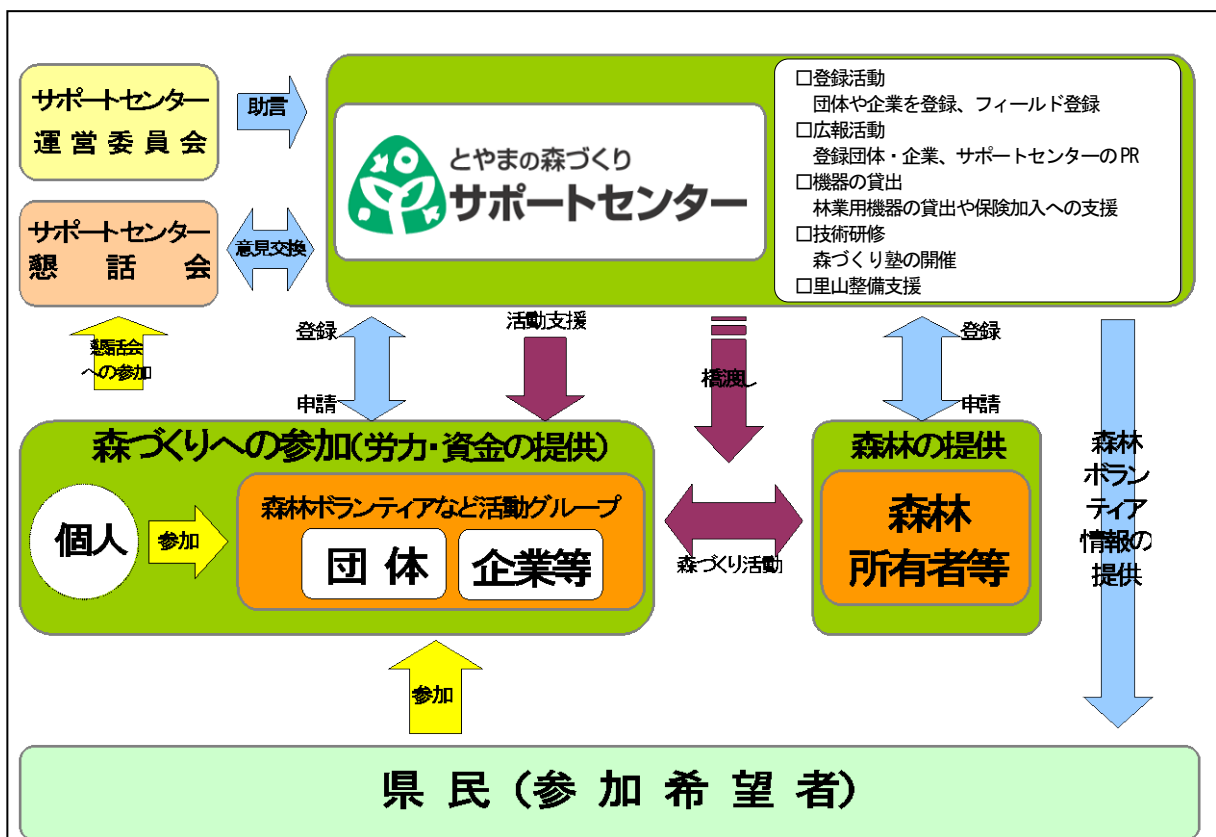 サポートセンター
運営委員会
助言
とやまの森づくり
サポートセンター
□登録活動
団体や企業を登録、フィールド登録
□広報活動
登録団体・企業、サポートセンターのPR
□機器の貸出
林業用機器の貸出や保険加入への支援
□技術研修
森づくり塾の開催
□里山整備支援
サポートセンター
懇話会
意見交換
懇話会
への参加
登録
申請
活動支援
橋渡し
登録
申請
森林
ボラン
ティア
情報の
提供
森づくりへの参加(労力・資金の提供)
個人
参加
森林ボランティアなど活動グループ
団体
企業等
森づくり活動
森林の提供
森林
所有者等
参加
県民(参加希望者)